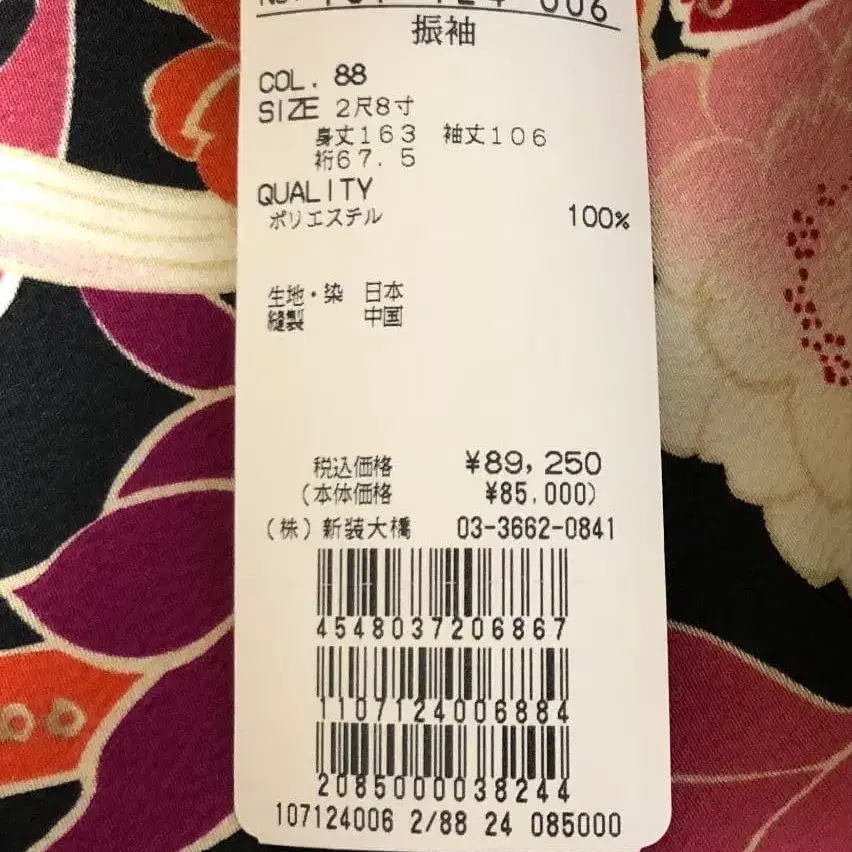 006
振袖
COL. 88
SIZE 2尺8寸
身丈163 袖丈106
裄67.5
QUALITY
ポリエステル 100%
生地・染 日本
縫製 中国
税込価格 ¥89,250
(本体価格 ¥85,000)
(株)新装大橋 03-3662-0841
4548037206867
1107124006884
2085000038244
107124006 2/88 24 085000